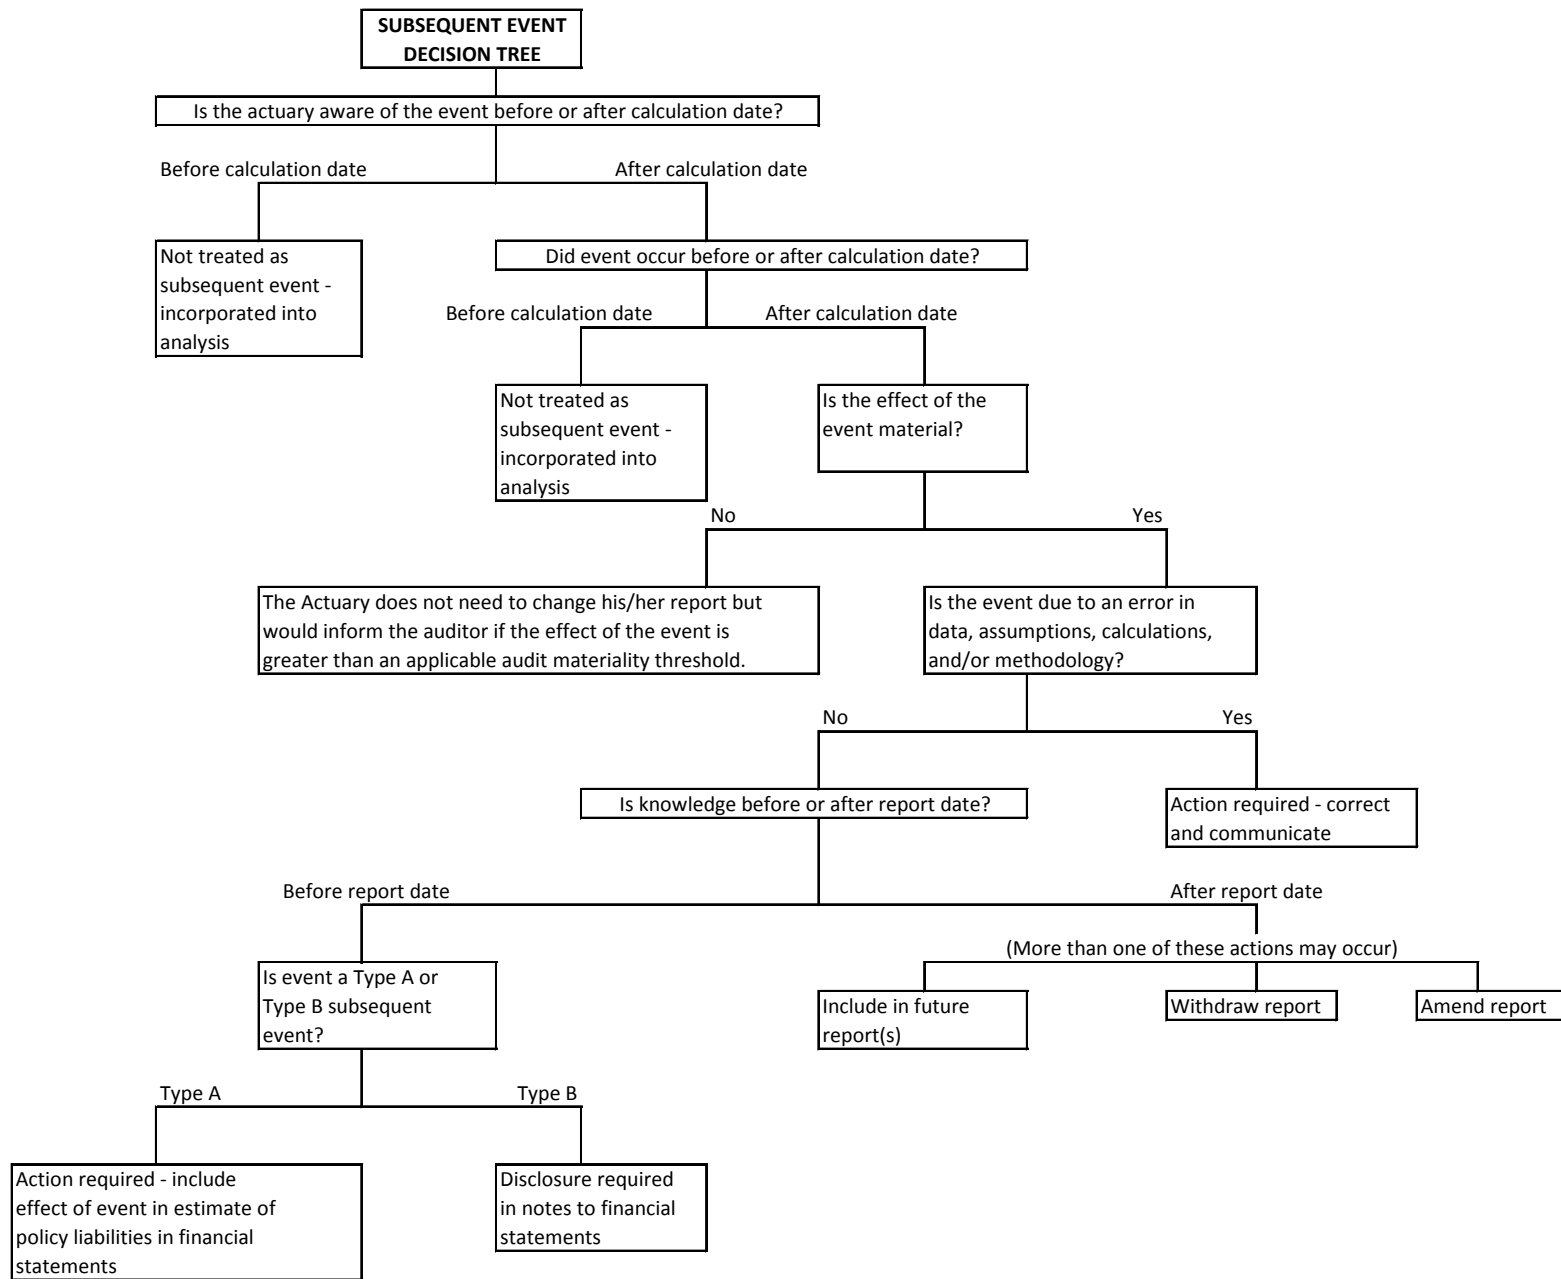 SUBSEQUENT EVENT
DECISION TREE
Is the actuary aware of the event before or after calculation date?
Before calculation date
After calculation date
Not treated as
subsequent event -
incorporated into
analysis
Did event occur before or after calculation date?
Before calculation date
After calculation date
Not treated as
subsequent event -
incorporated into
analysis
Is the effect of the
event material?
No
Yes
The Actuary does not need to change his/her report but
would inform the auditor if the effect of the event is
greater than an applicable audit materiality threshold.
Is the event due to an error in
data, assumptions, calculations,
and/or methodology?
No
Yes
Is knowledge before or after report date?
Action required - correct
and communicate
Before report date
After report date
(More than one of these actions may occur)
Is event a Type A or
Type B subsequent
event?
Include in future
report(s)
Withdraw report
Amend report
Type A
Type B
Action required - include
effect of event in estimate of
policy liabilities in financial
statements
Disclosure required
in notes to financial
statements